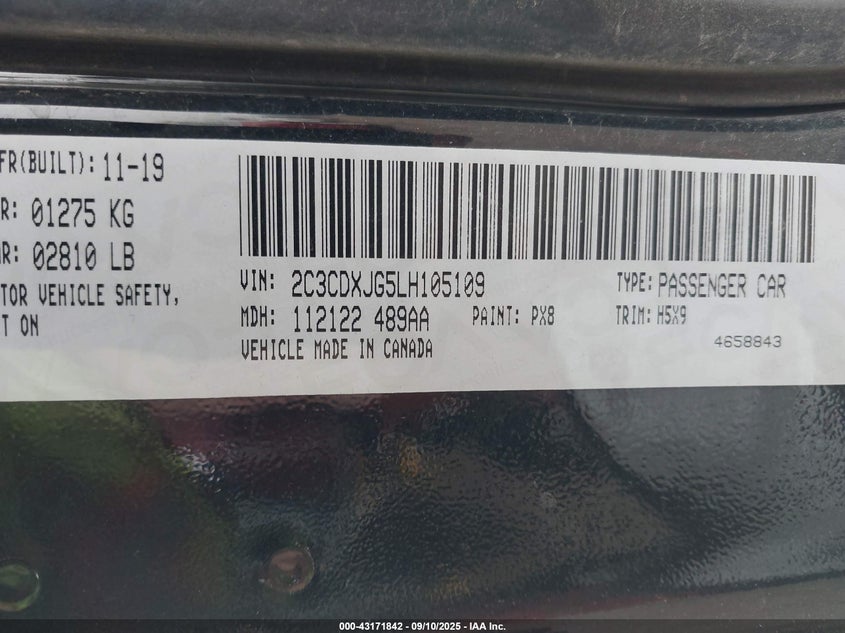 FR(BUILT): 11-19
R: 01275 KG
R: 02810 LB
TOR VEHICLE SAFETY,
T ON
VIN: 2C3CDXJG5LH105109 TYPE: PASSENGER CAR
MDH: 112122 489AA PAINT: PX8 TRIM: H5X9
VEHICLE MADE IN CANADA 4658843
000-43171842 - 09/10/2025 - IAA Inc.